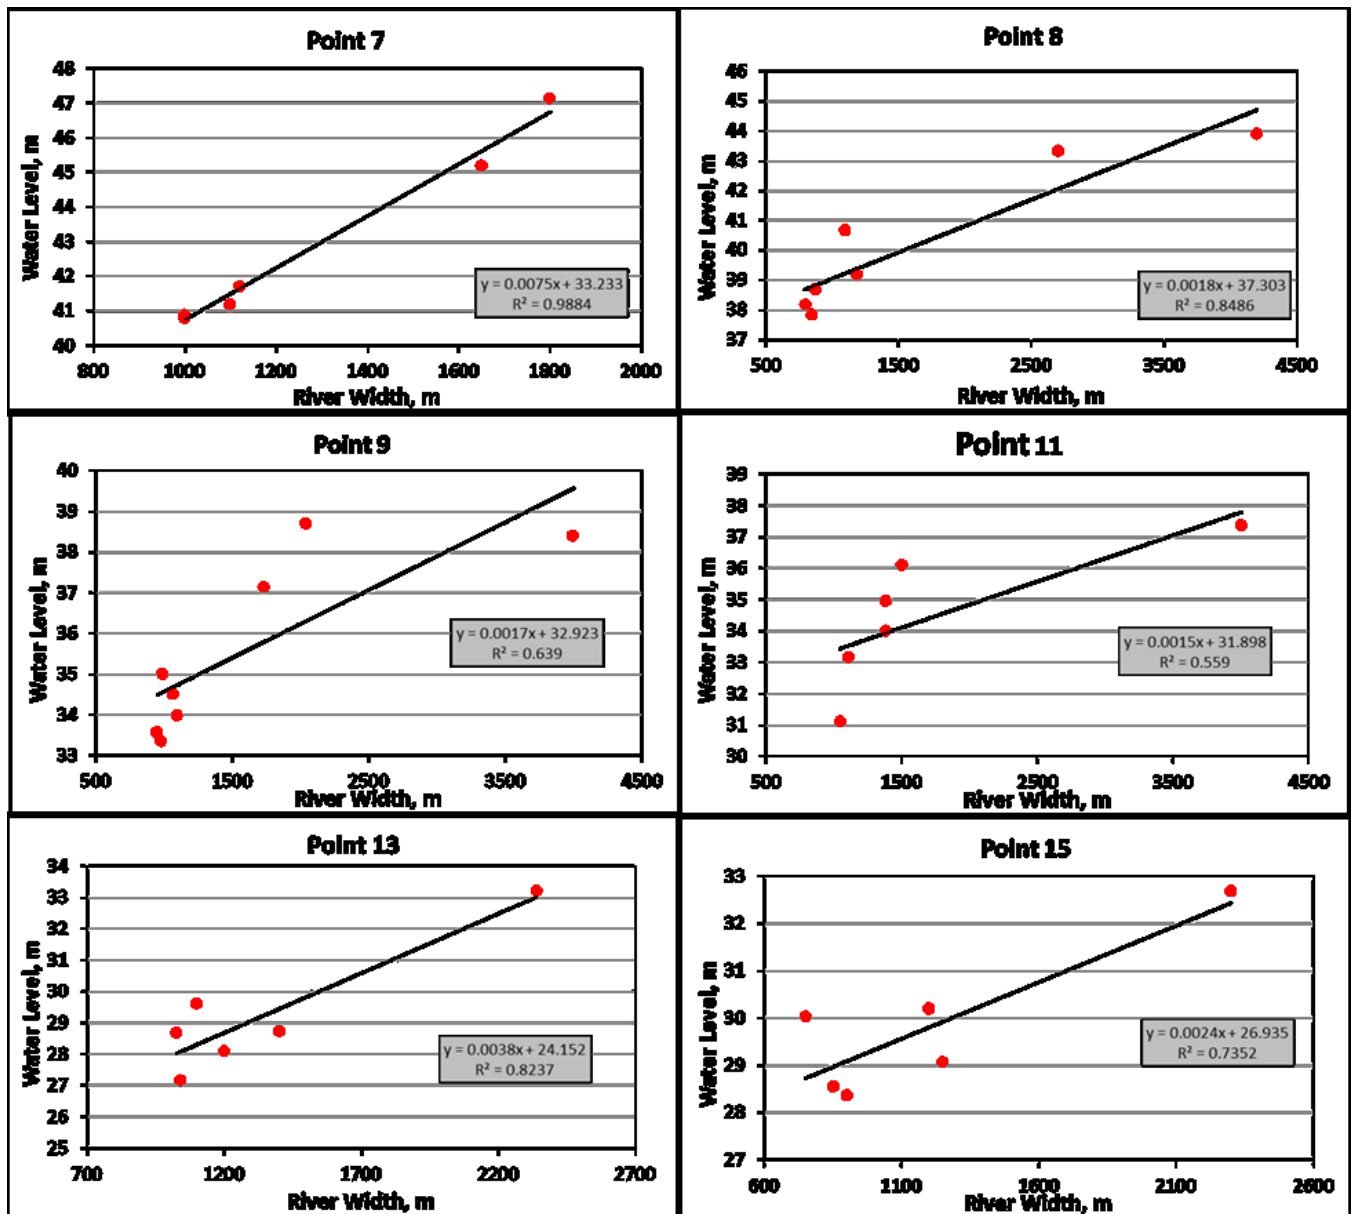 Point 7
48
47
46
45
44
43
42
41
40
Water Level, m
y = 0.0075x + 33.233
R² = 0.9884
800 1000 1200 1400 1600 1800 2000
River Width, m
Point 8
46
45
44
43
42
41
40
39
38
37
Water Level, m
y = 0.0018x + 37.303
R² = 0.8486
500 1500 2500 3500 4500
River Width, m
Point 9
40
39
38
37
36
35
34
33
Water Level, m
y = 0.0017x + 32.923
R² = 0.639
500 1500 2500 3500 4500
River Width, m
Point 11
39
38
37
36
35
34
33
32
31
30
Water Level, m
y = 0.0015x + 31.898
R² = 0.559
500 1500 2500 3500 4500
River Width, m
Point 13
34
33
32
31
30
29
28
27
26
25
Water Level, m
y = 0.0038x + 24.152
R² = 0.8237
700 1200 1700 2200 2700
River Width, m
Point 15
33
32
31
30
29
28
27
Water Level, m
y = 0.0024x + 26.935
R² = 0.7352
600 1100 1600 2100 2600
River Width, m